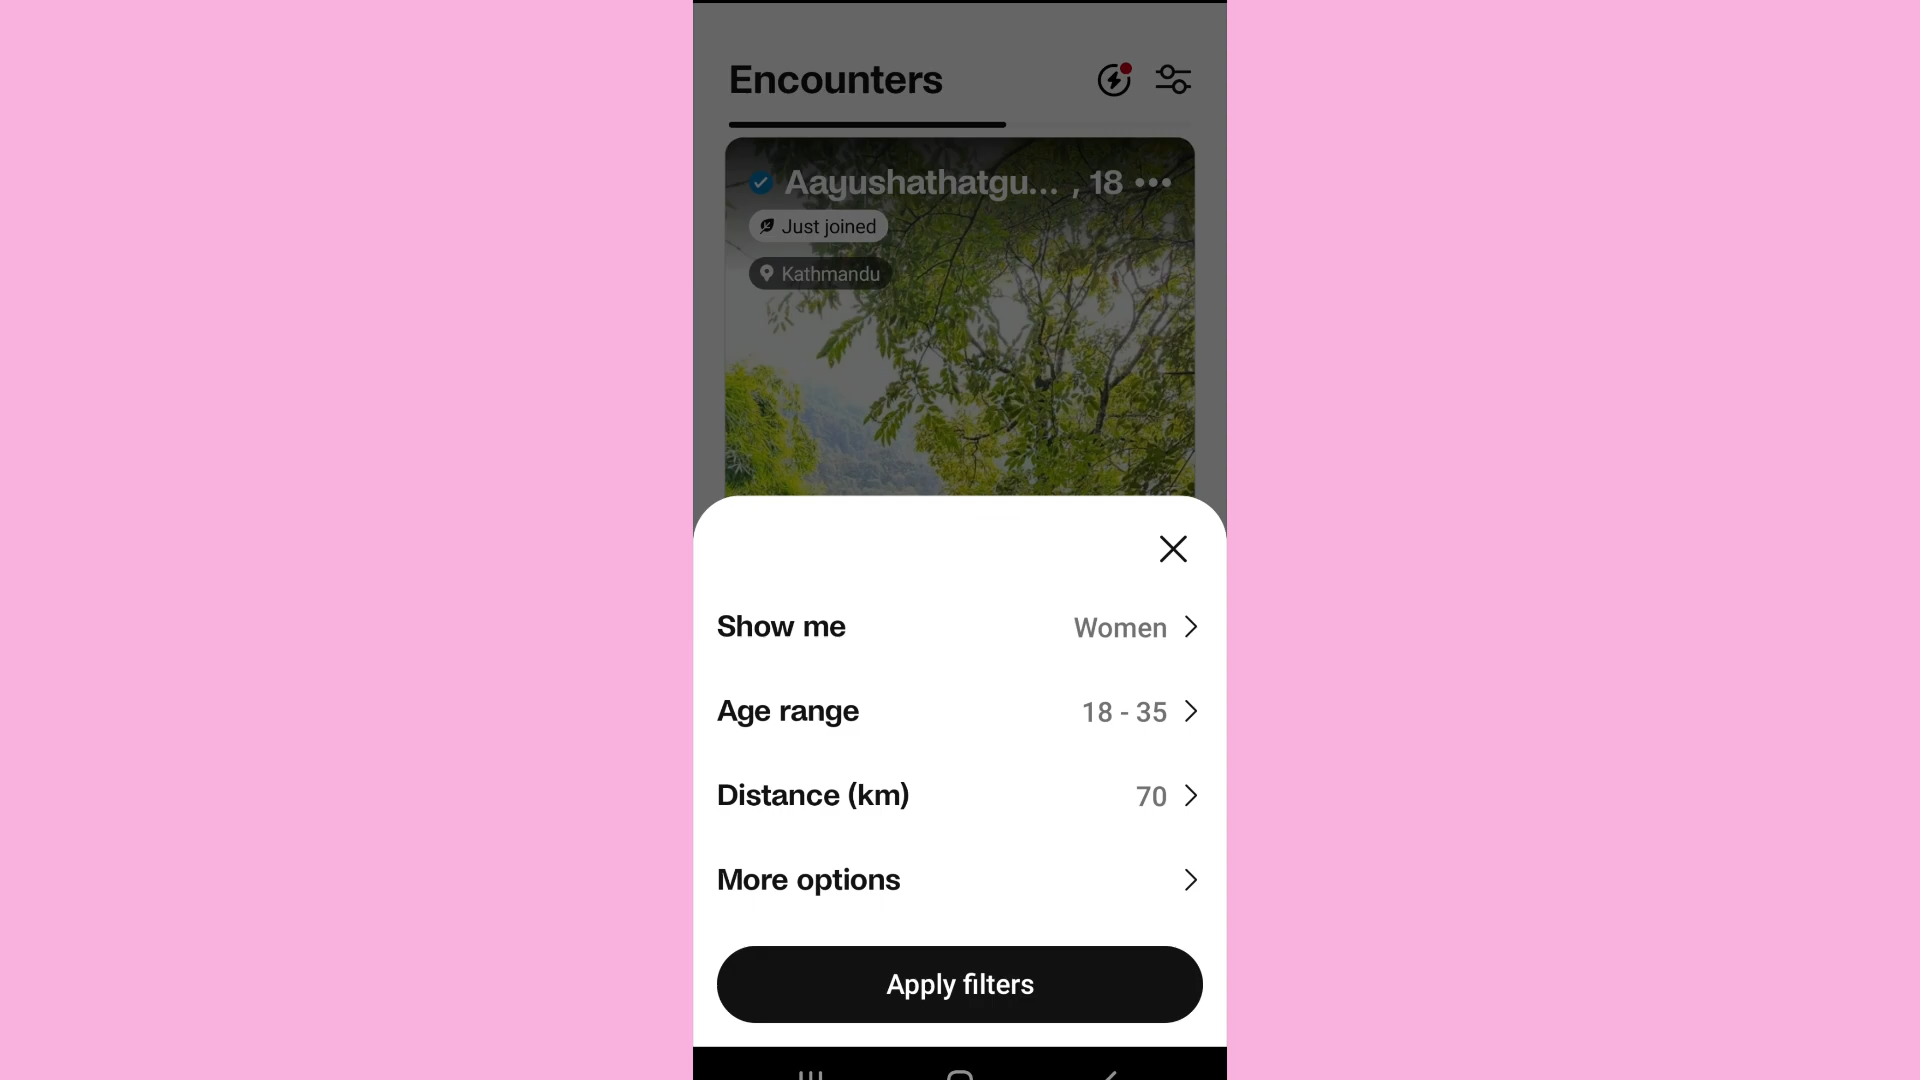 Encounters
Aayushathatgu... , 18
Just joined
Kathmandu
Show me Women
Age range 18 - 35
Distance (km) 70
More options
Apply filters